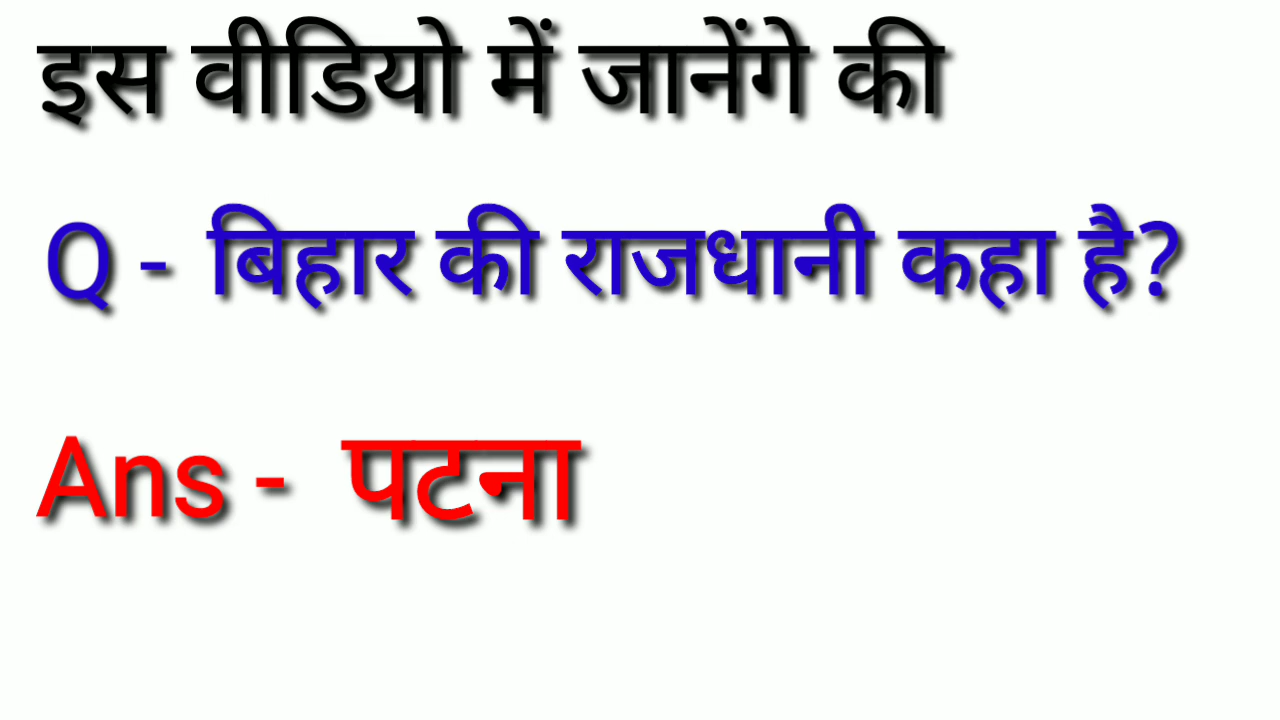 इस वीडियो में जानेंगे की
Q - बिहार की राजधानी कहा है?
Ans - पटना